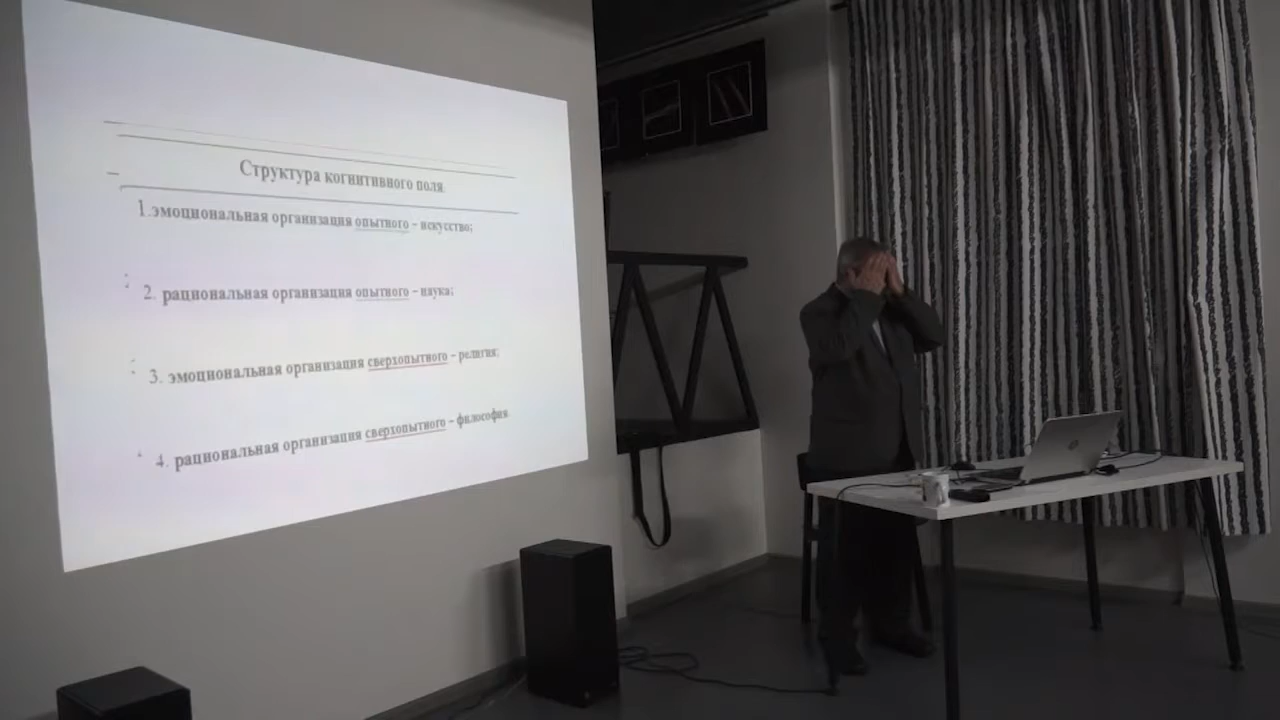 Структура когнитивного поля
1.эмоциональная организация опытного – искусство;
2. рациональная организация опытного – наука;
3. эмоциональная организация сверхопытного – религия;
4. рациональная организация сверхопытного – философия.